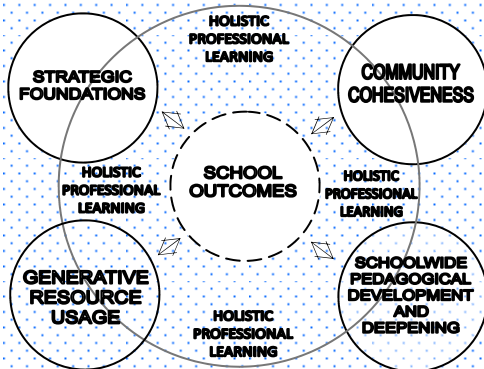 HOLISTIC
PROFESSIONAL
LEARNING
STRATEGIC
FOUNDATIONS
COMMUNITY
COHESIVENESS
SCHOOL
OUTCOMES
HOLISTIC
PROFESSIONAL
LEARNING
HOLISTIC
PROFESSIONAL
LEARNING
GENERATIVE
RESOURCE
USAGE
SCHOOLWIDE
PEDAGOGICAL
DEVELOPMENT
AND
DEEPENING
HOLISTIC
PROFESSIONAL
LEARNING